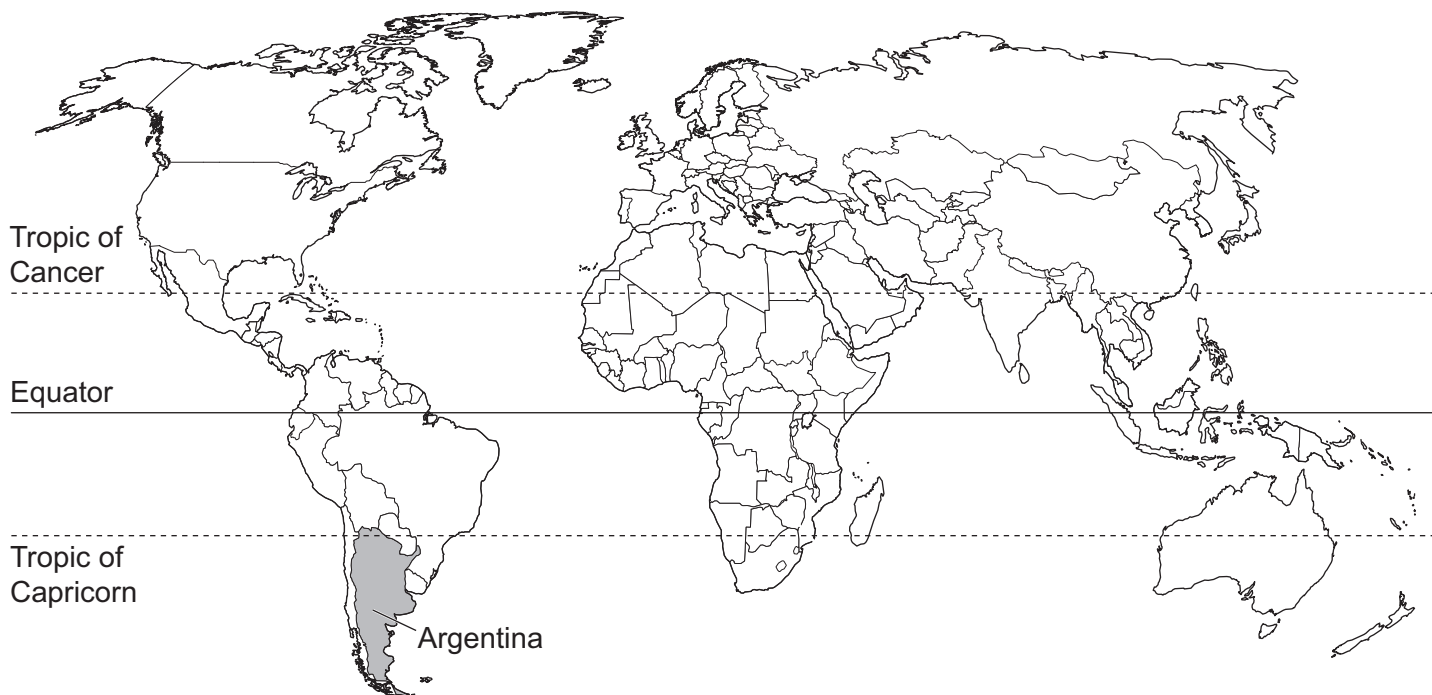 Tropic of
Cancer
Equator
Tropic of
Capricorn
Argentina